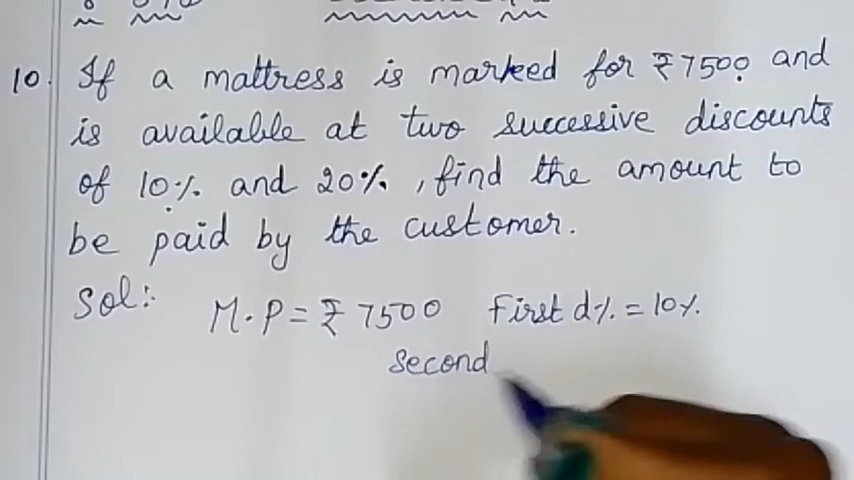 10. If a mattress is marked for ₹7500 and
is available at two successive discounts
of 10% and 20%, find the amount to
be paid by the customer.
Sol:- M.P = ₹ 7500 First d% = 10%
Second